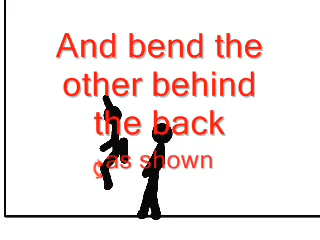 And bend the
other behind
the back
as shown